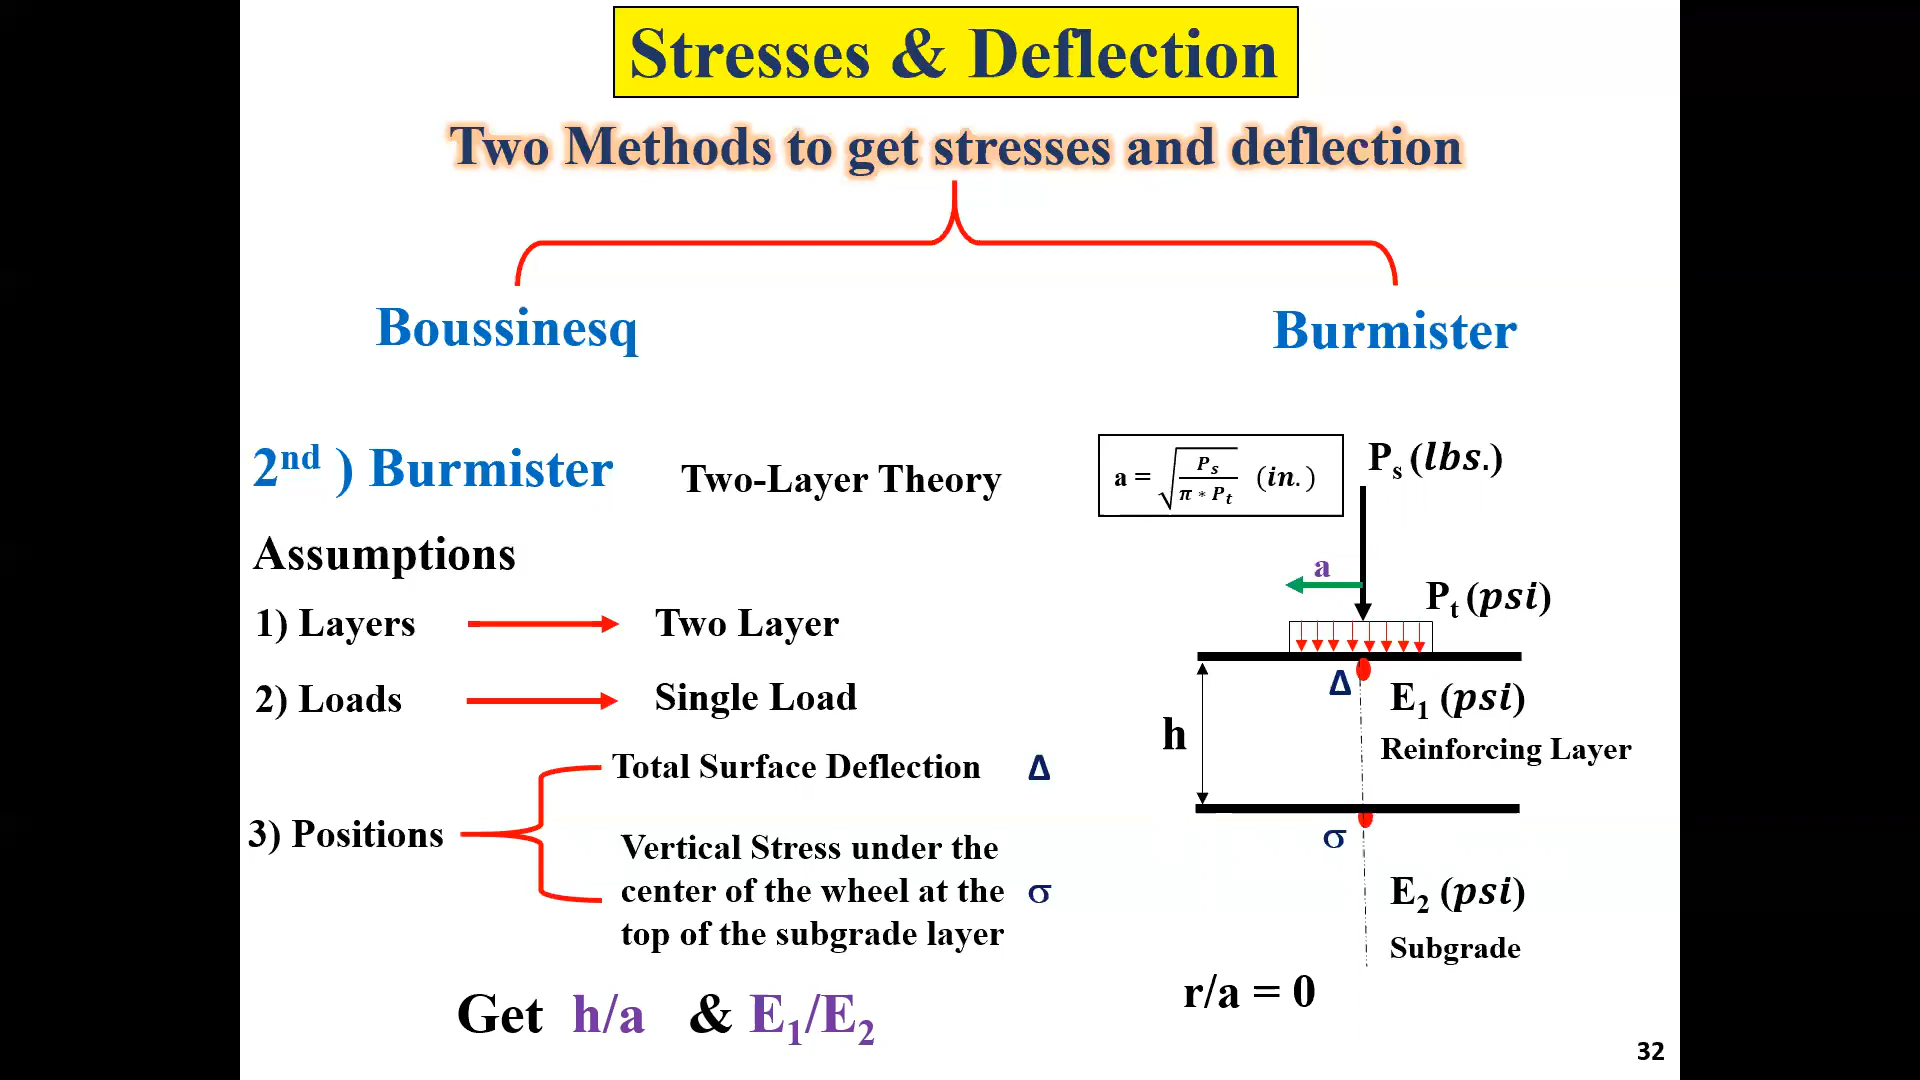 Stresses & Deflection
Two Methods to get stresses and deflection
Boussinesq
Burmister
2nd ) Burmister
Two-Layer Theory
a = √(Ps / π * Pt) (in.)
Ps (lbs.)
a
Pt (psi)
Assumptions
1) Layers
Two Layer
2) Loads
Single Load
3) Positions
Total Surface Deflection Δ
Vertical Stress under the
center of the wheel at the σ
top of the subgrade layer
Δ
E1 (psi)
h
Reinforcing Layer
σ
E2 (psi)
Subgrade
r/a = 0
Get h/a & E1/E2
32